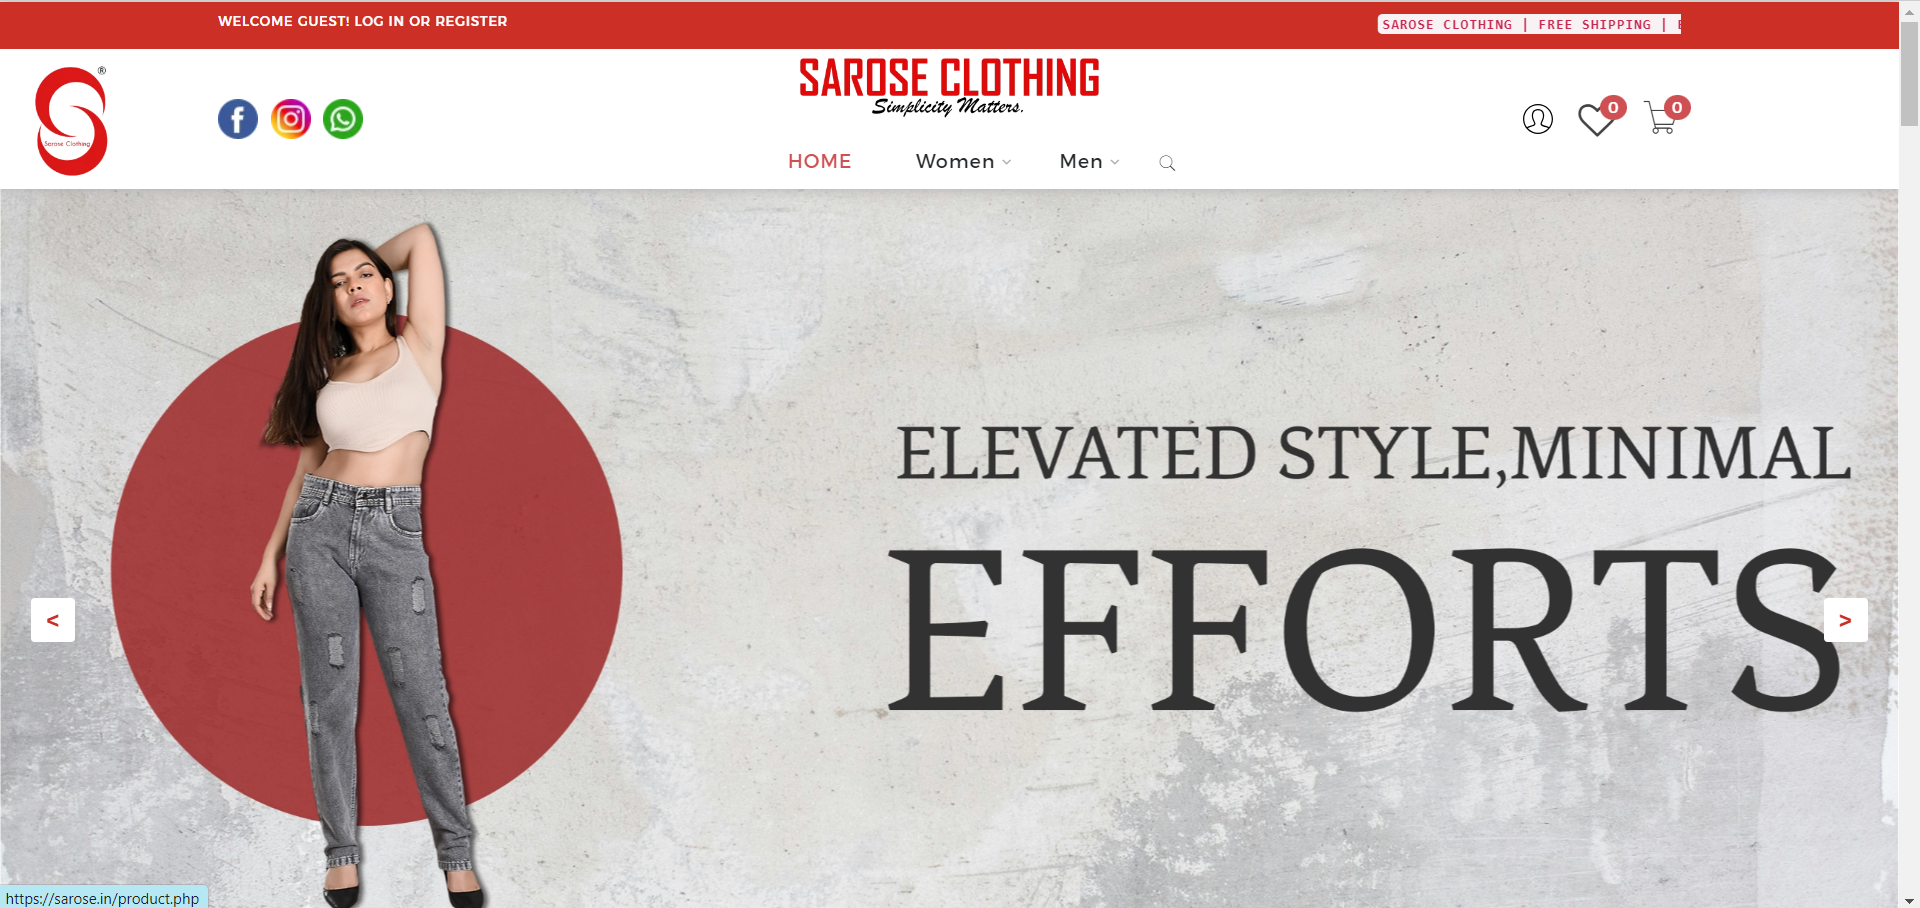 WELCOME GUEST! LOG IN OR REGISTER
SAROSE CLOTHING | FREE SHIPPING |
®
Sarose Clothing
SAROSE CLOTHING
Simplicity Matters.
0
0
HOME
Women
Men
ELEVATED STYLE,MINIMAL
EFFORTS
<
>
https://sarose.in/product.php